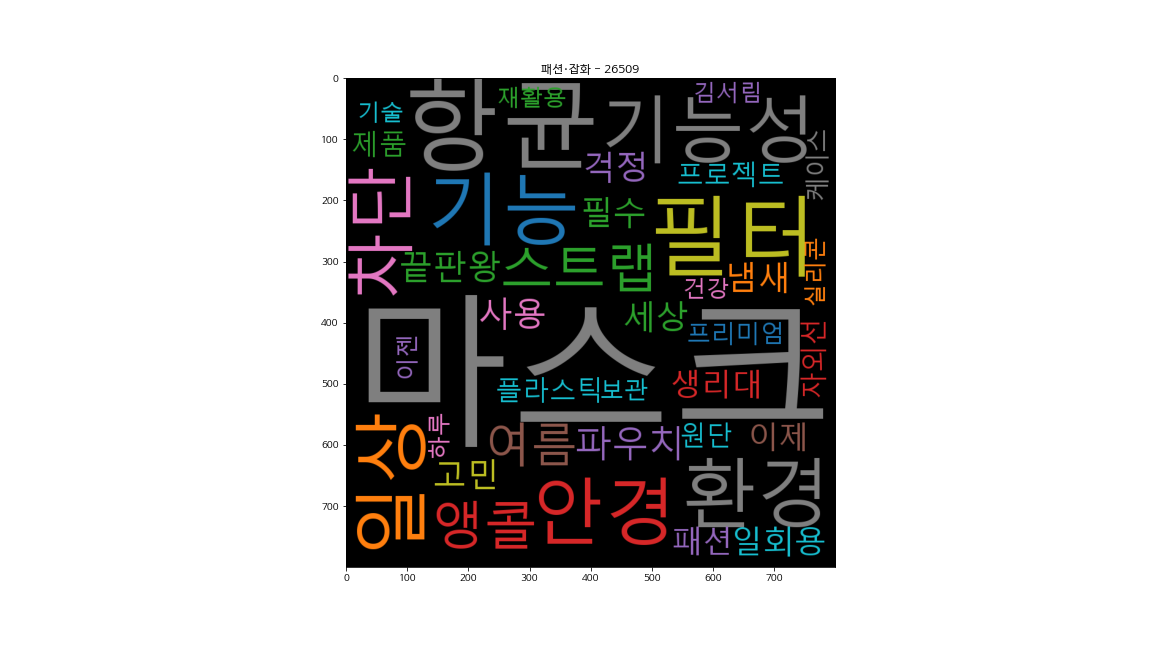 패션·잡화 - 26509
0
100
200
300
400
500
600
700
0
100
200
300
400
500
600
700
기술
항균
재활용
기능성
김서림
제품
걱정
프로젝트
케이스
차단
기능
필수
필터
끝판왕
스트랩
건강
냄새
실리콘
사용
세상
프리미엄
자외선
이젠
마스크
플라스틱
보관
생리대
일상
하루
여름
파우치
원단
이제
고민
환경
앵콜
안경
패션
일회용